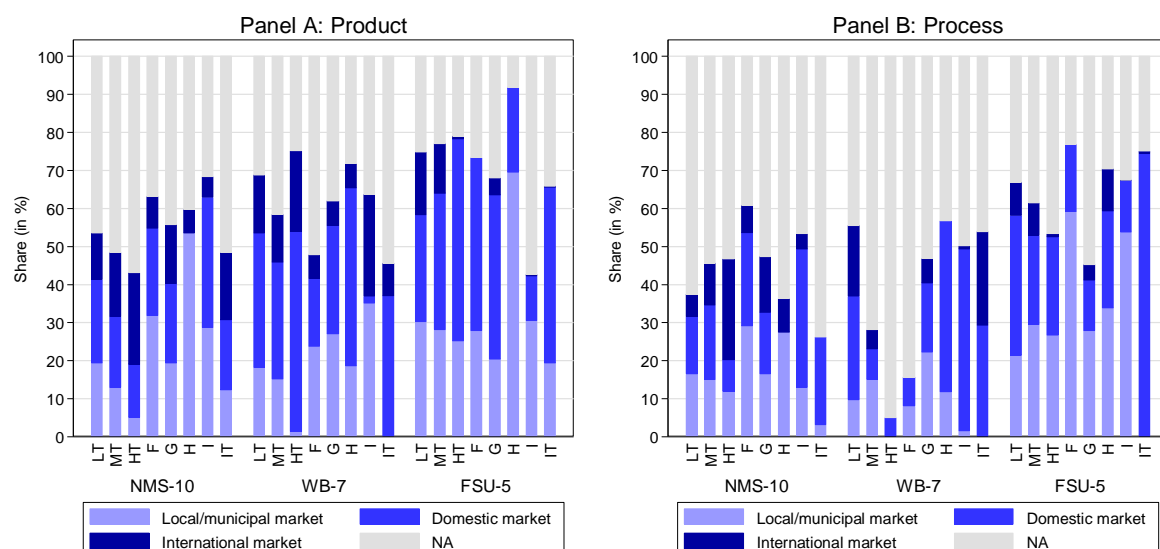 Panel A: Product
Share (in %)
100
90
80
70
60
50
40
30
20
10
0
LT MT HT F G H I IT LT MT HT F G H I IT LT MT HT F G H I IT
NMS-10 WB-7 FSU-5
Local/municipal market Domestic market
International market NA
Panel B: Process
Share (in %)
100
90
80
70
60
50
40
30
20
10
0
LT MT HT F G H I IT LT MT HT F G H I IT LT MT HT F G H I IT
NMS-10 WB-7 FSU-5
Local/municipal market Domestic market
International market NA